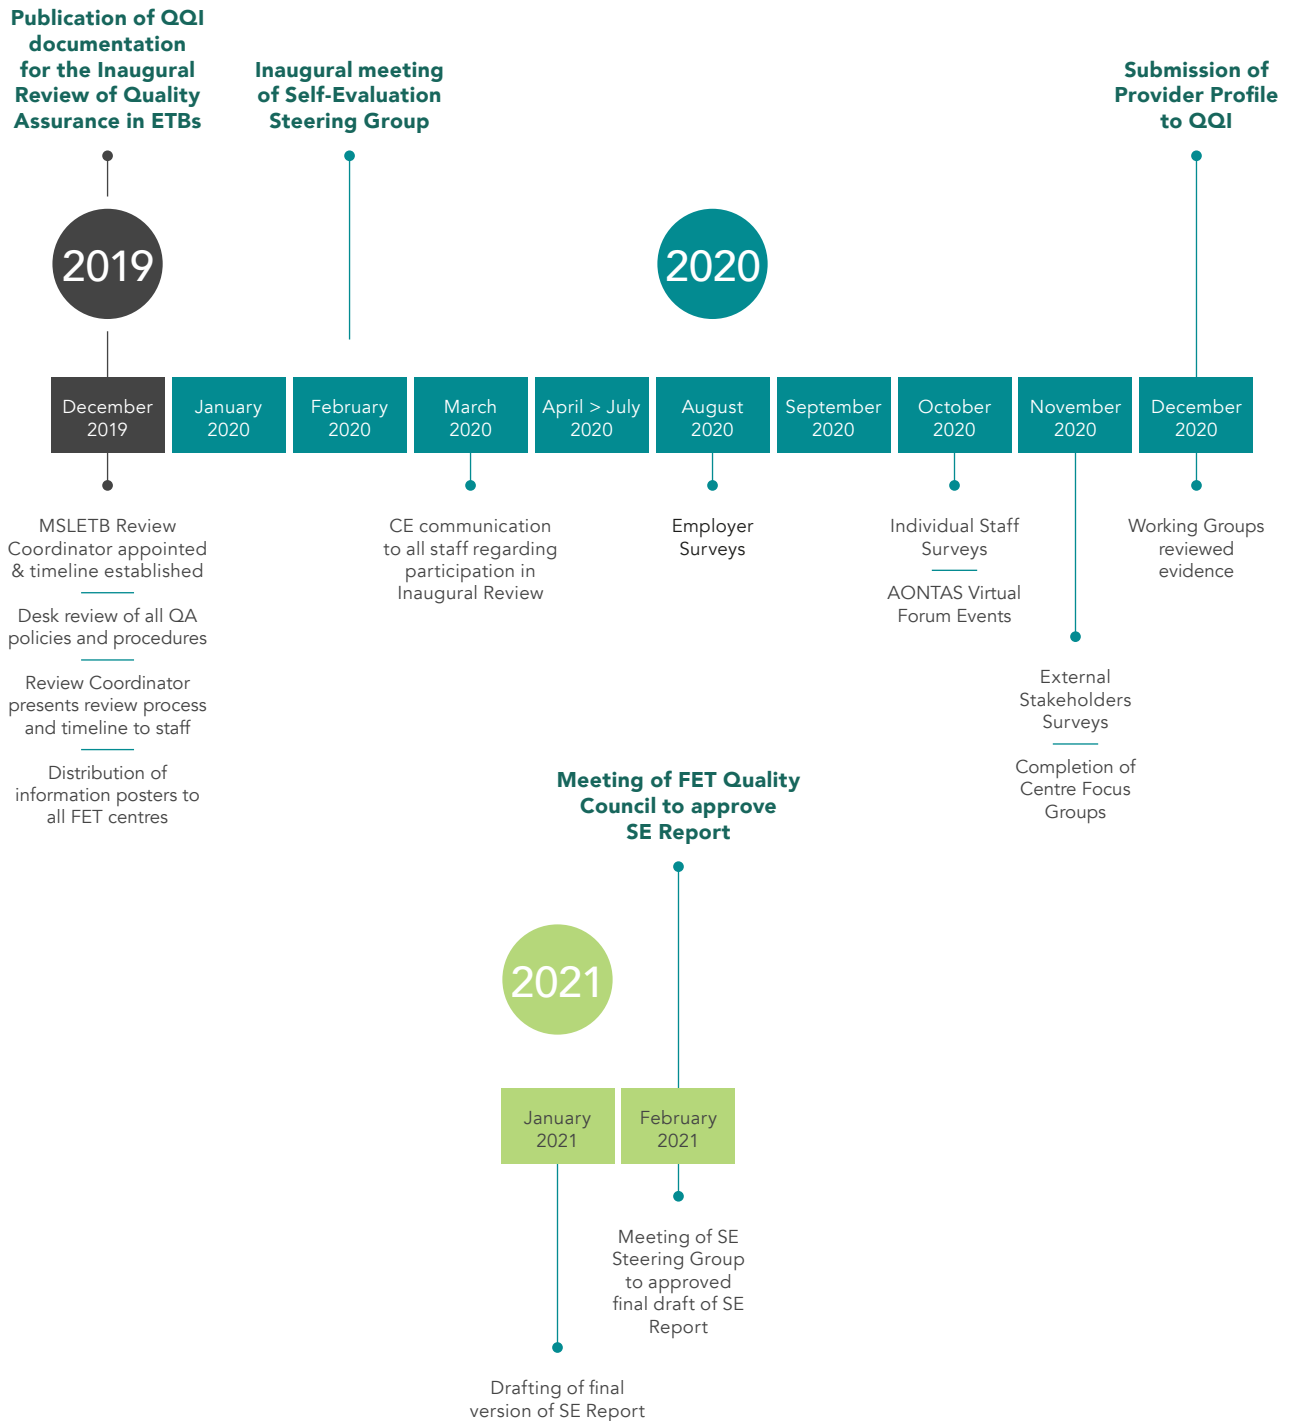 Publication of QQI
documentation
for the Inaugural
Review of Quality
Assurance in ETBs
Inaugural meeting
of Self-Evaluation
Steering Group
Submission of
Provider Profile
to QQI
2019
2020
December
2019
January
2020
February
2020
March
2020
April > July
2020
August
2020
September
2020
October
2020
November
2020
December
2020
MSLETB Review
Coordinator appointed
& timeline established
Desk review of all QA
policies and procedures
Review Coordinator
presents review process
and timeline to staff
Distribution of
information posters to
all FET centres
CE communication
to all staff regarding
participation in
Inaugural Review
Employer
Surveys
Individual Staff
Surveys
AONTAS Virtual
Forum Events
External
Stakeholders
Surveys
Completion of
Centre Focus
Groups
Working Groups
reviewed
evidence
Meeting of FET Quality
Council to approve
SE Report
2021
January
2021
February
2021
Meeting of SE
Steering Group
to approved
final draft of SE
Report
Drafting of final
version of SE Report